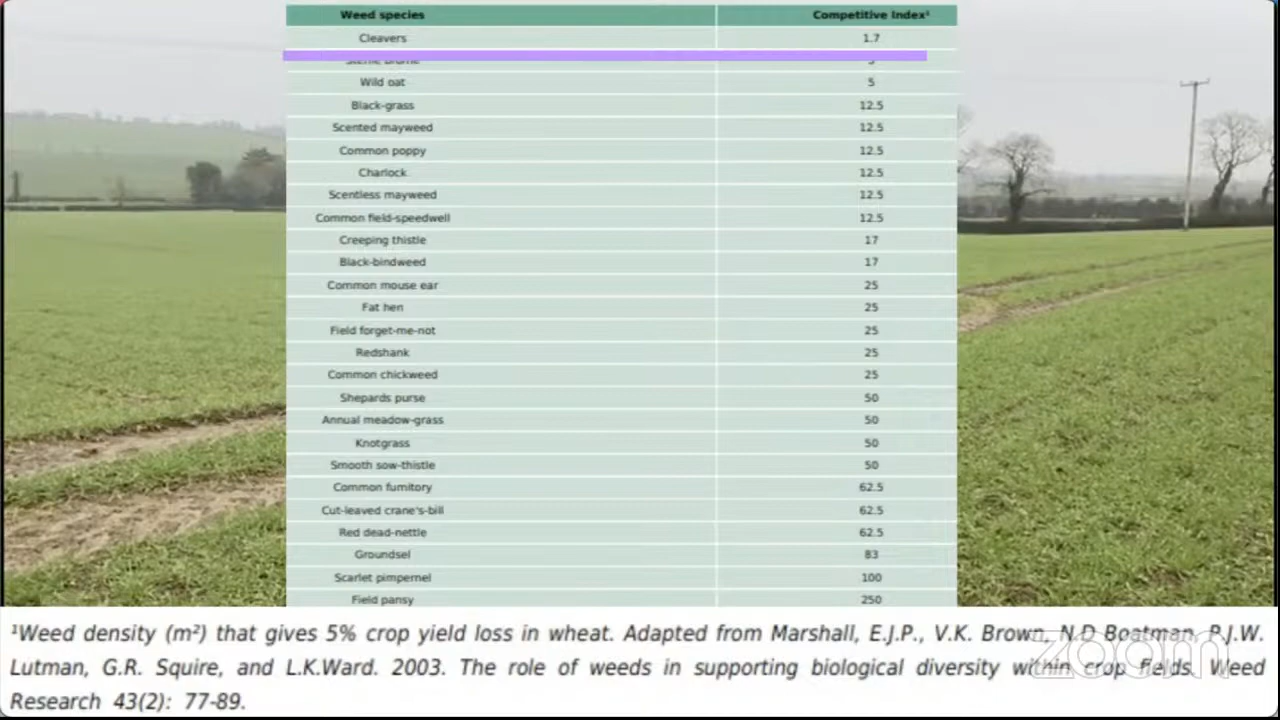 Weed species Competitive Index¹
Cleavers 1.7
5
Wild oat 5
Black-grass 12.5
Scented mayweed 12.5
Common poppy 12.5
Charlock 12.5
Scentless mayweed 12.5
Common field-speedwell 12.5
Creeping thistle 17
Black-bindweed 17
Common mouse ear 25
Fat hen 25
Field forget-me-not 25
Redshank 25
Common chickweed 25
Shepards purse 50
Annual meadow-grass 50
Knotgrass 50
Smooth sow-thistle 50
Common fumitory 62.5
Cut-leaved crane's-bill 62.5
Red dead-nettle 62.5
Groundsel 83
Scarlet pimpernel 100
Field pansy 250
¹Weed density (m²) that gives 5% crop yield loss in wheat. Adapted from Marshall, E.J.P., V.K. Brown, N.D Boatman, P.J.W.
Lutman, G.R. Squire, and L.K.Ward. 2003. The role of weeds in supporting biological diversity within crop fields. Weed
Research 43(2): 77-89.
zoom